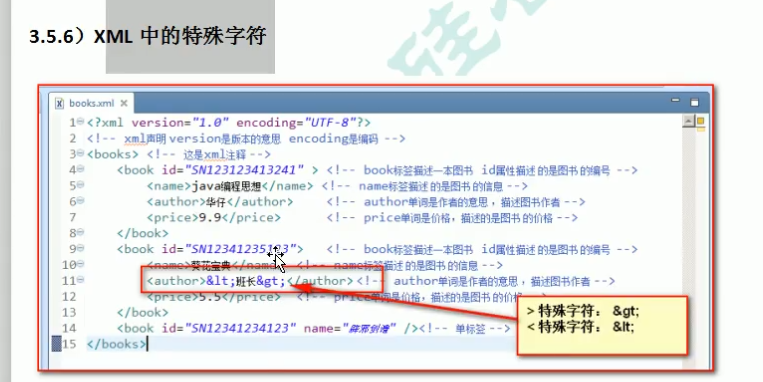 3.5.6）XML 中的特殊字符
硅
books.xml
1 <?xml version="1.0" encoding="UTF-8"?>
2 <!-- xml声明 version是版本的意思 encoding是编码 -->
3 <books> <!-- 这是xml注释 -->
4 <book id="SN123123413241" > <!-- book标签描述一本图书 id属性描述 的是图书 的编号 -->
5 <name>java编程思想</name> <!-- name标签描述 的是图书 的信息 -->
6 <author>华仔</author> <!-- author单词是作者的意思 ，描述图书作者 -->
7 <price>9.9</price> <!-- price单词是价格，描述的是图书 的价格 -->
8 </book>
9 <book id="SN12341235123"> <!-- book标签描述一本图书 id属性描述 的是图书 的编号 -->
10 <name>葵花宝典</name> <!-- name标签描述 的是图书 的信息 -->
11 <author>&lt;班长&gt;</author> <!-- author单词是作者的意思 ，描述图书作者 -->
12 <price>5.5</price> <!-- price单词是价格，描述的是图书 的价格 -->
13 </book>
14 <book id="SN12341234123" name="辟邪剑谱" /><!-- 单标签 -->
15 </books>
> 特殊字符： &gt;
< 特殊字符： &lt;